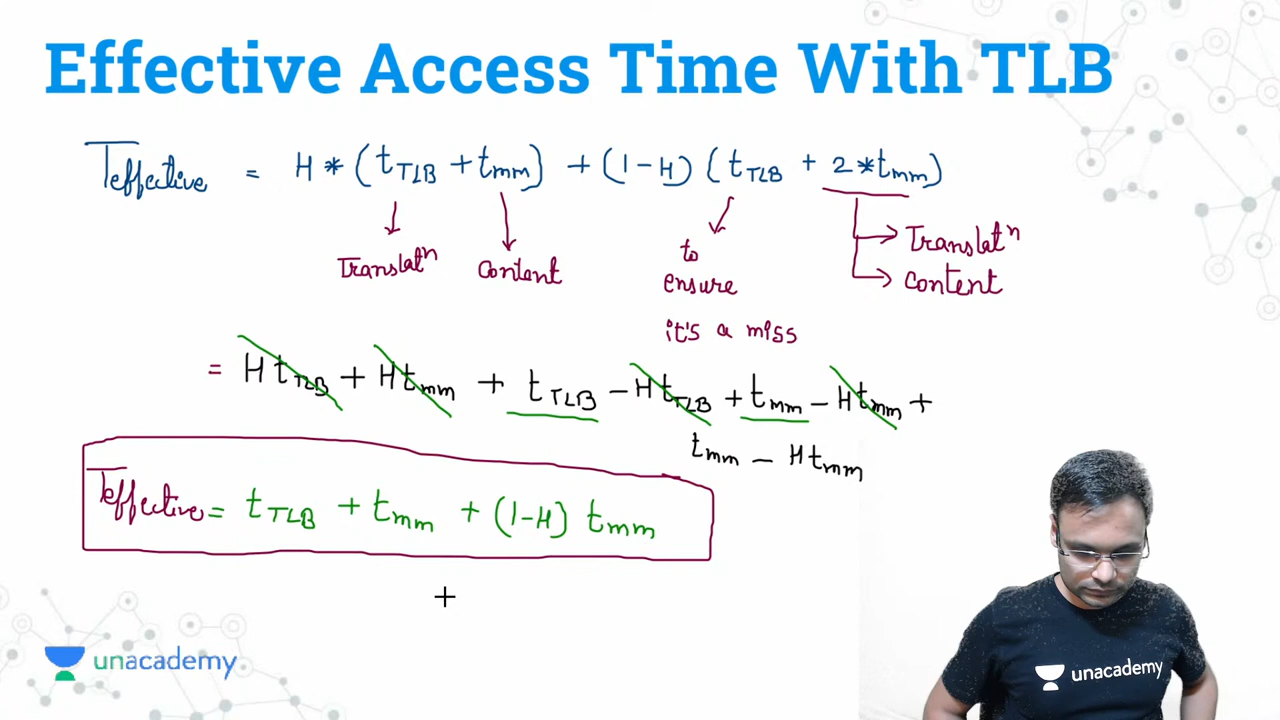 Effective Access Time With TLB
Teffective = H * (tTLB + tmm) + (1-H) (tTLB + 2*tmm)
Translatⁿ
content
to
ensure
it's a miss
Translatⁿ
content
= HtTLB + Htmm + tTLB - HtTLB + tmm - Htmm +
tmm - Htmm
Teffective = tTLB + tmm + (1-H) tmm
unacademy
unacademy